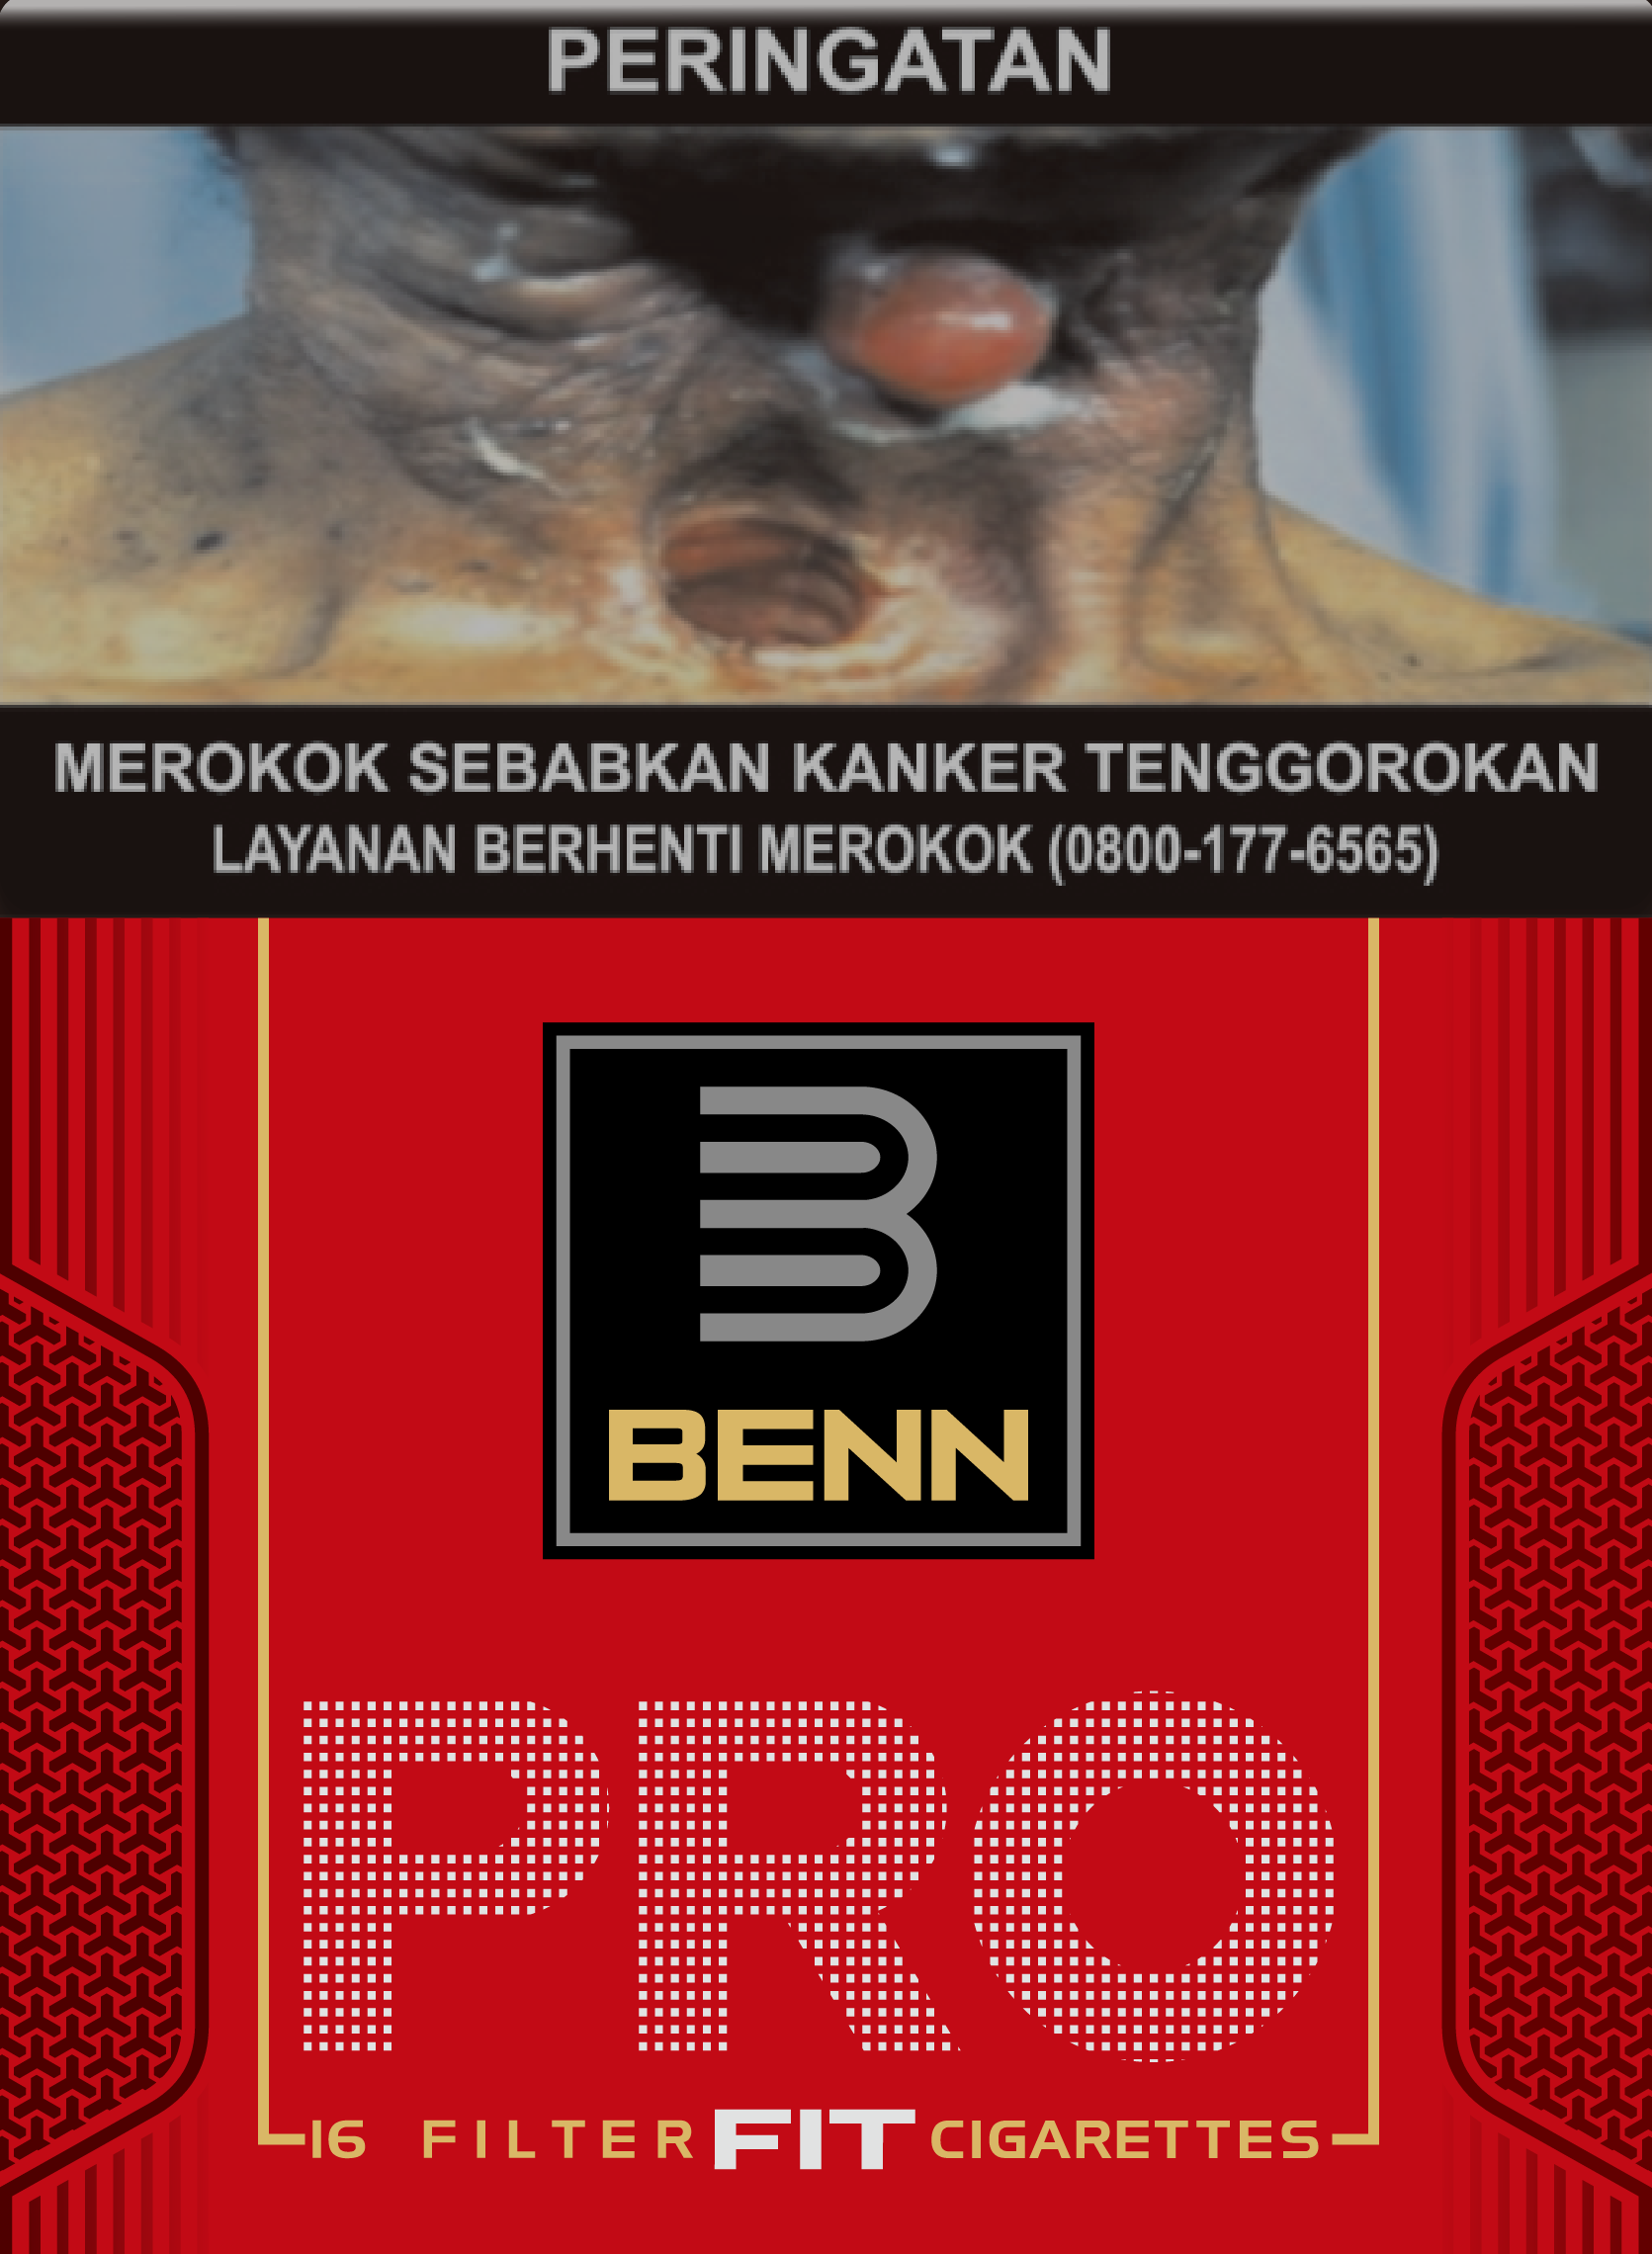 PERINGATAN
MEROKOK SEBABKAN KANKER TENGGOROKAN
LAYANAN BERHENTI MEROKOK (0800-177-6565)
B
BENN
PRO
16 FILTER FIT CIGARETTES